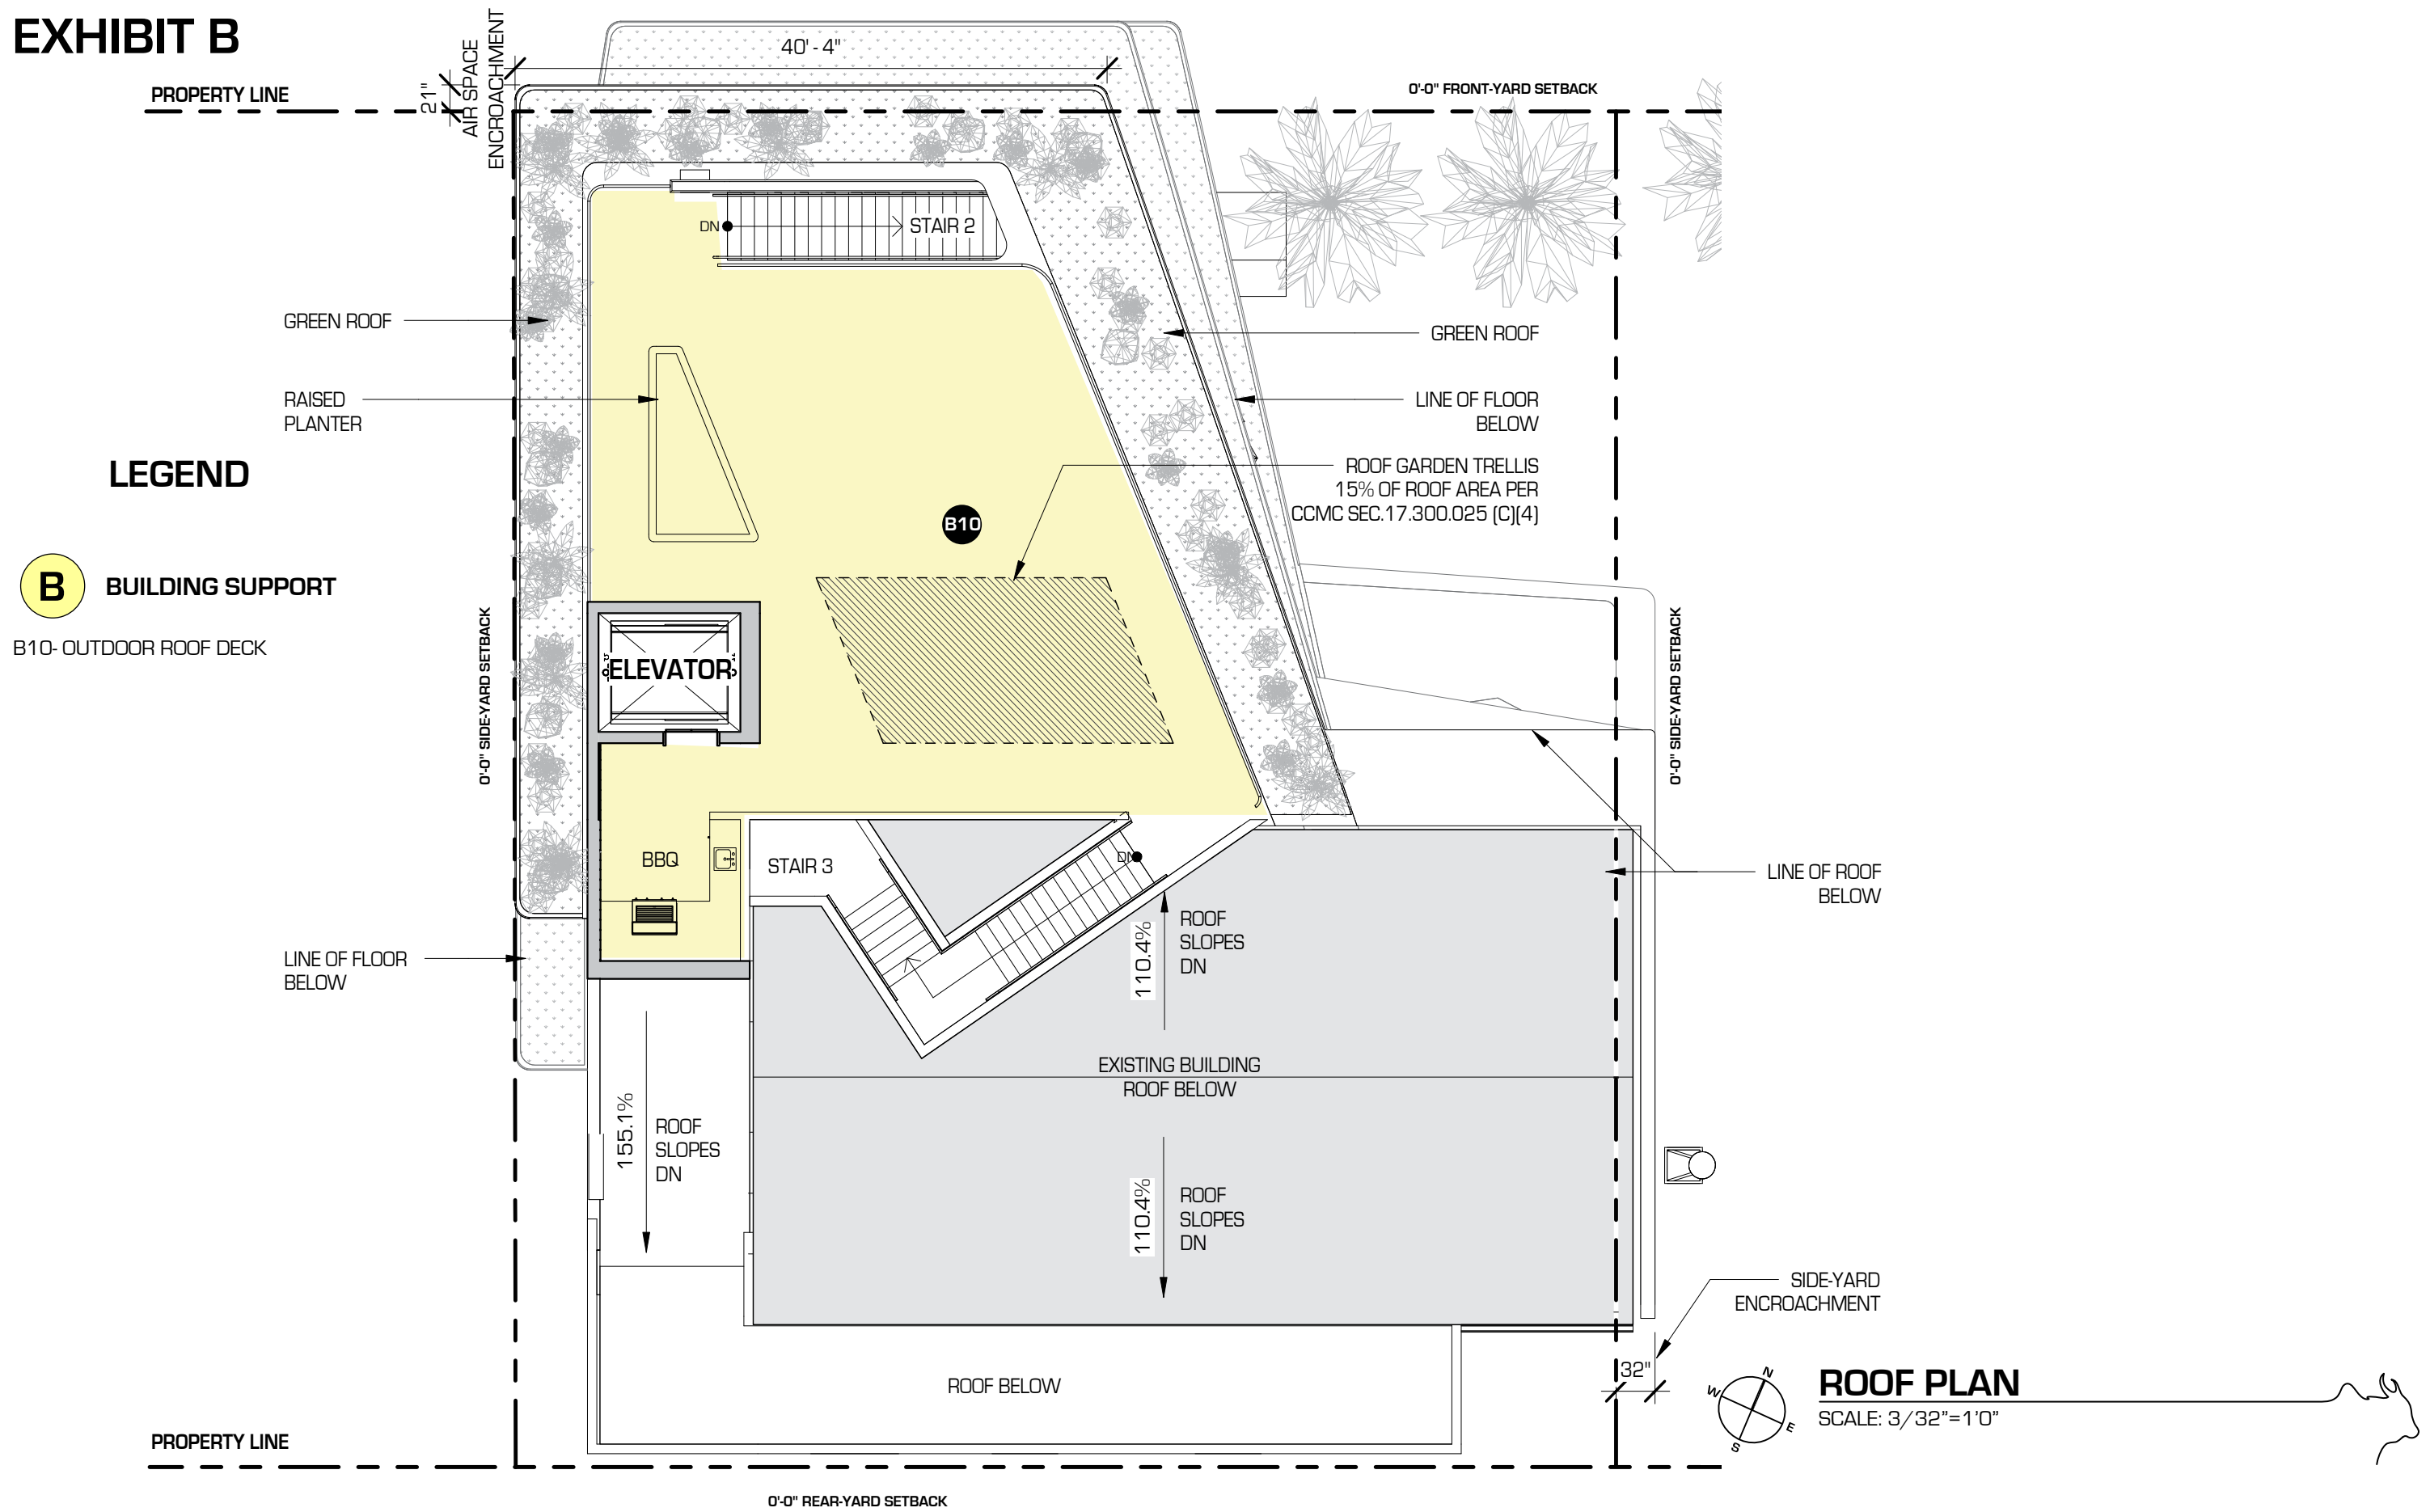 EXHIBIT B
AIR SPACE
ENCROACHMENT
40' - 4"
21"
PROPERTY LINE
0'-0" FRONT-YARD SETBACK
DN
STAIR 2
GREEN ROOF
GREEN ROOF
RAISED
PLANTER
LINE OF FLOOR
BELOW
LEGEND
ROOF GARDEN TRELLIS
15% OF ROOF AREA PER
CCMC SEC.17.300.025 (C)(4)
B10
B
BUILDING SUPPORT
B10- OUTDOOR ROOF DECK
0'-0" SIDE-YARD SETBACK
ELEVATOR
0'-0" SIDE-YARD SETBACK
BBQ
STAIR 3
DN
LINE OF ROOF
BELOW
LINE OF FLOOR
BELOW
110.4%
ROOF
SLOPES
DN
EXISTING BUILDING
ROOF BELOW
155.1%
ROOF
SLOPES
DN
110.4%
ROOF
SLOPES
DN
SIDE-YARD
ENCROACHMENT
32"
ROOF BELOW
N
W
E
S
ROOF PLAN
SCALE: 3/32"=1'0"
PROPERTY LINE
0'-0" REAR-YARD SETBACK